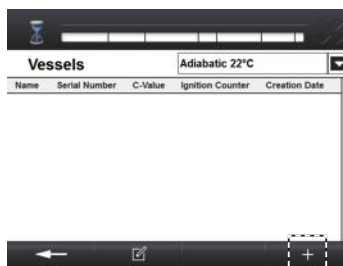 Vessels Adiabatic 22°C
Name Serial Number C-Value Ignition Counter Creation Date